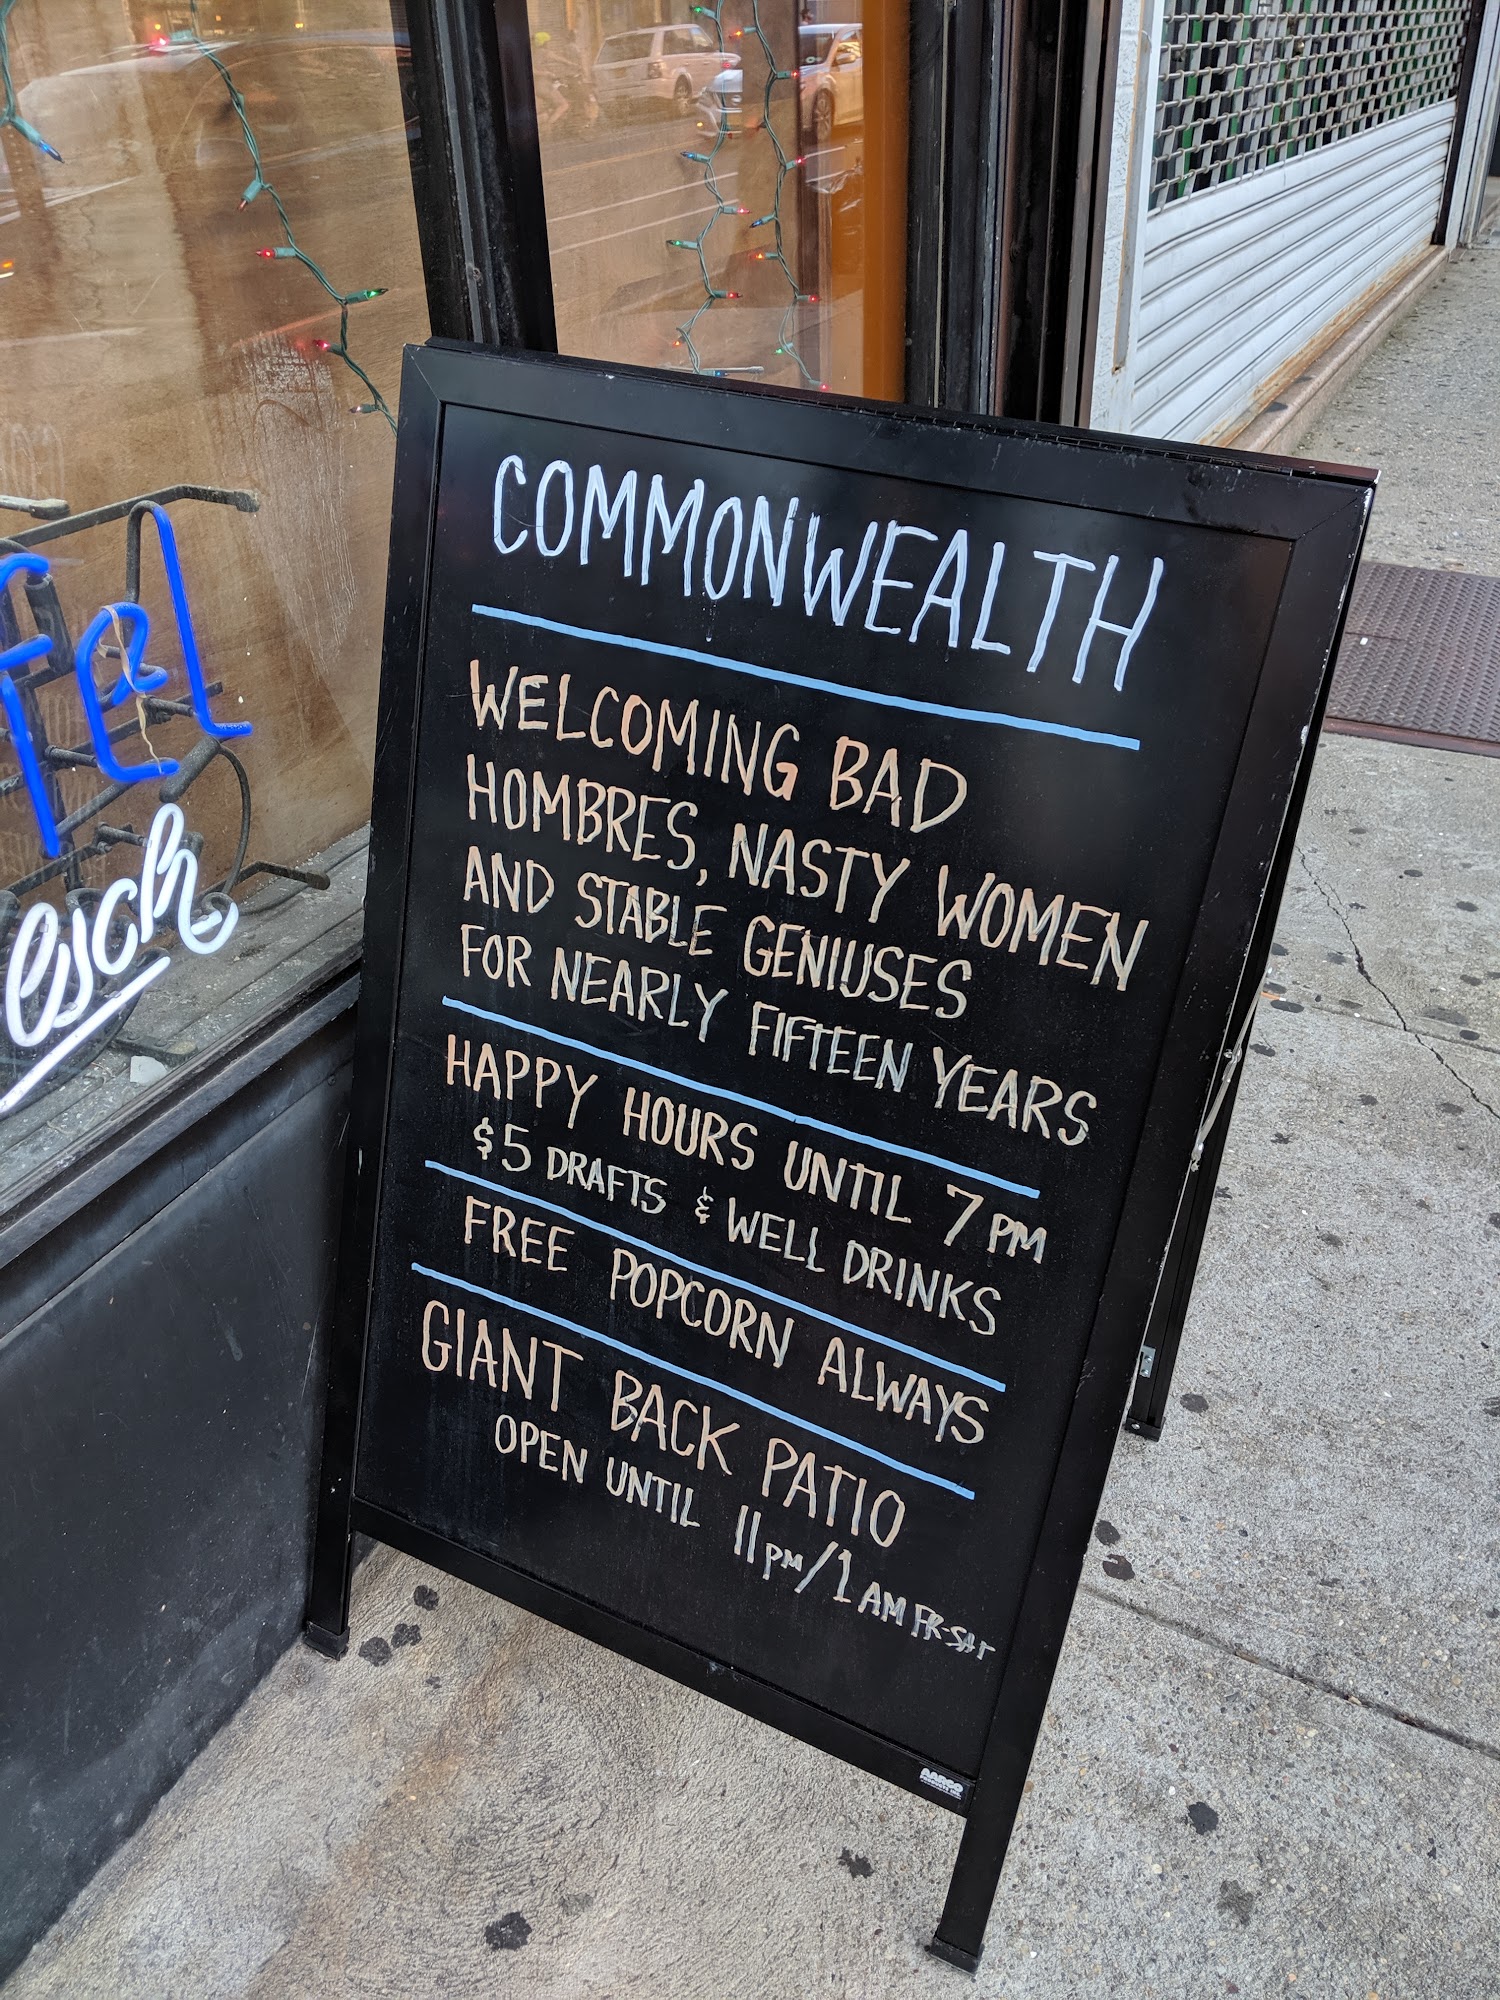 COMMONWEALTH
WELCOMING BAD
HOMBRES, NASTY WOMEN
AND STABLE GENIUSES
FOR NEARLY FIFTEEN YEARS
HAPPY HOURS UNTIL 7 PM
$5 DRAFTS & WELL DRINKS
FREE POPCORN ALWAYS
GIANT BACK PATIO
OPEN UNTIL 11PM/1AM FR-SAT
AARCO